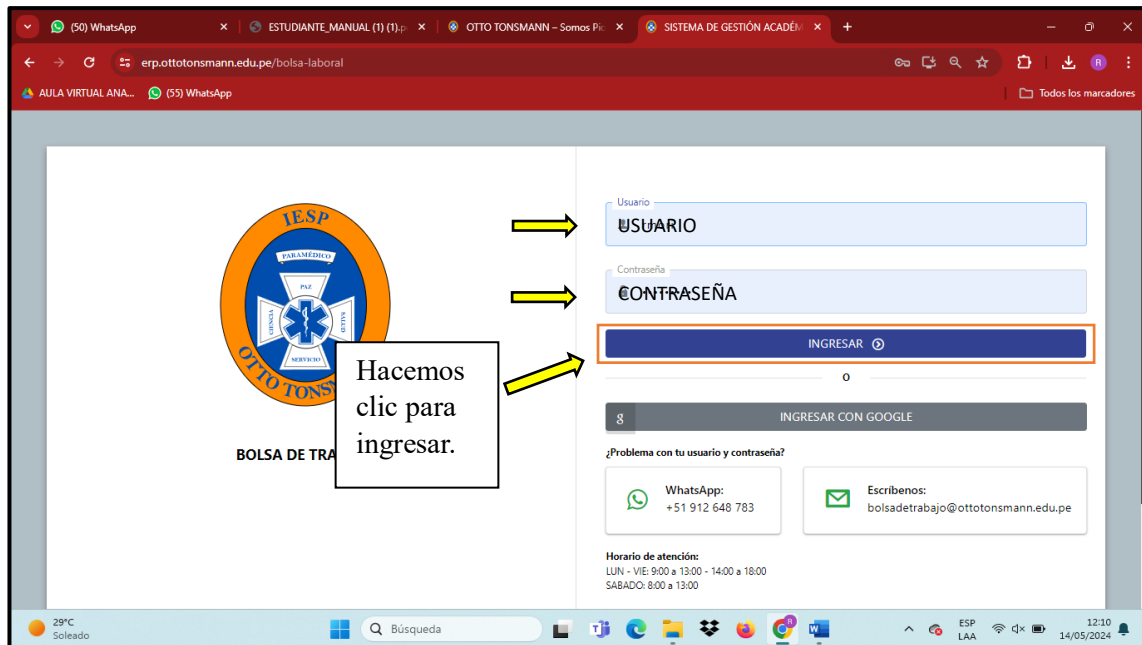 (50) WhatsApp
ESTUDIANTE_MANUAL (1) (1).p
OTTO TONSMANN – Somos Pio
SISTEMA DE GESTIÓN ACADÉM
erp.ottotonsmann.edu.pe/bolsa-laboral
R
AULA VIRTUAL ANA...
(55) WhatsApp
Todos los marcadores
IESP
PARAMÉDICO
PAZ
CIENCIA
SALUD
SERVICIO
OTTO TONS
BOLSA DE TRA
Hacemos
clic para
ingresar.
Usuario
USUARIO
Contraseña
CONTRASEÑA
INGRESAR
O
g INGRESAR CON GOOGLE
¿Problema con tu usuario y contraseña?
WhatsApp:
+51 912 648 783
Escríbenos:
bolsadetrabajo@ottotonsmann.edu.pe
Horario de atención:
LUN - VIE: 9:00 a 13:00 - 14:00 a 18:00
SABADO: 8:00 a 13:00
29°C
Soleado
Búsqueda
ESP
LAA
12:10
14/05/2024